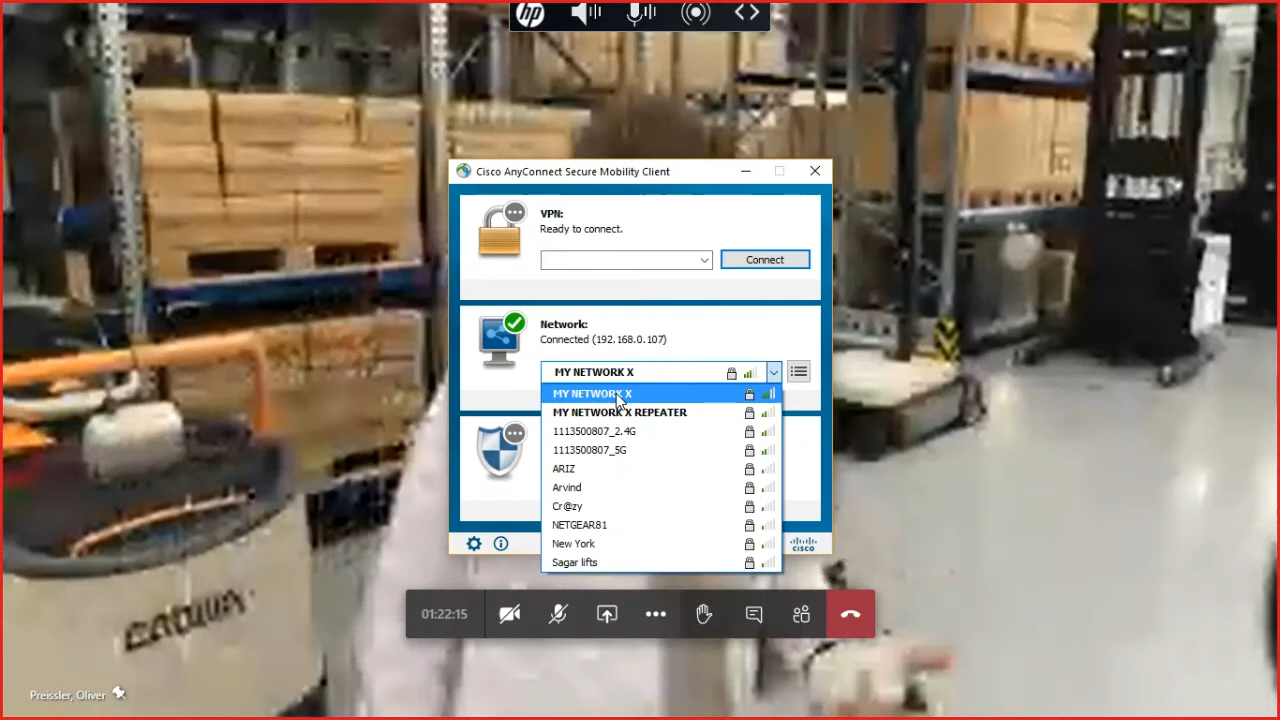 hp
Cisco AnyConnect Secure Mobility Client
VPN:
Ready to connect.
Connect
Network:
Connected (192.168.0.107)
MY NETWORK X
MY NETWORK X
MY NETWORK X REPEATER
1113500807_2.4G
1113500807_5G
ARIZ
Arvind
Cr@zy
NETGEAR81
New York
Sagar lifts
CISCO
01:22:15
Preissler, Oliver